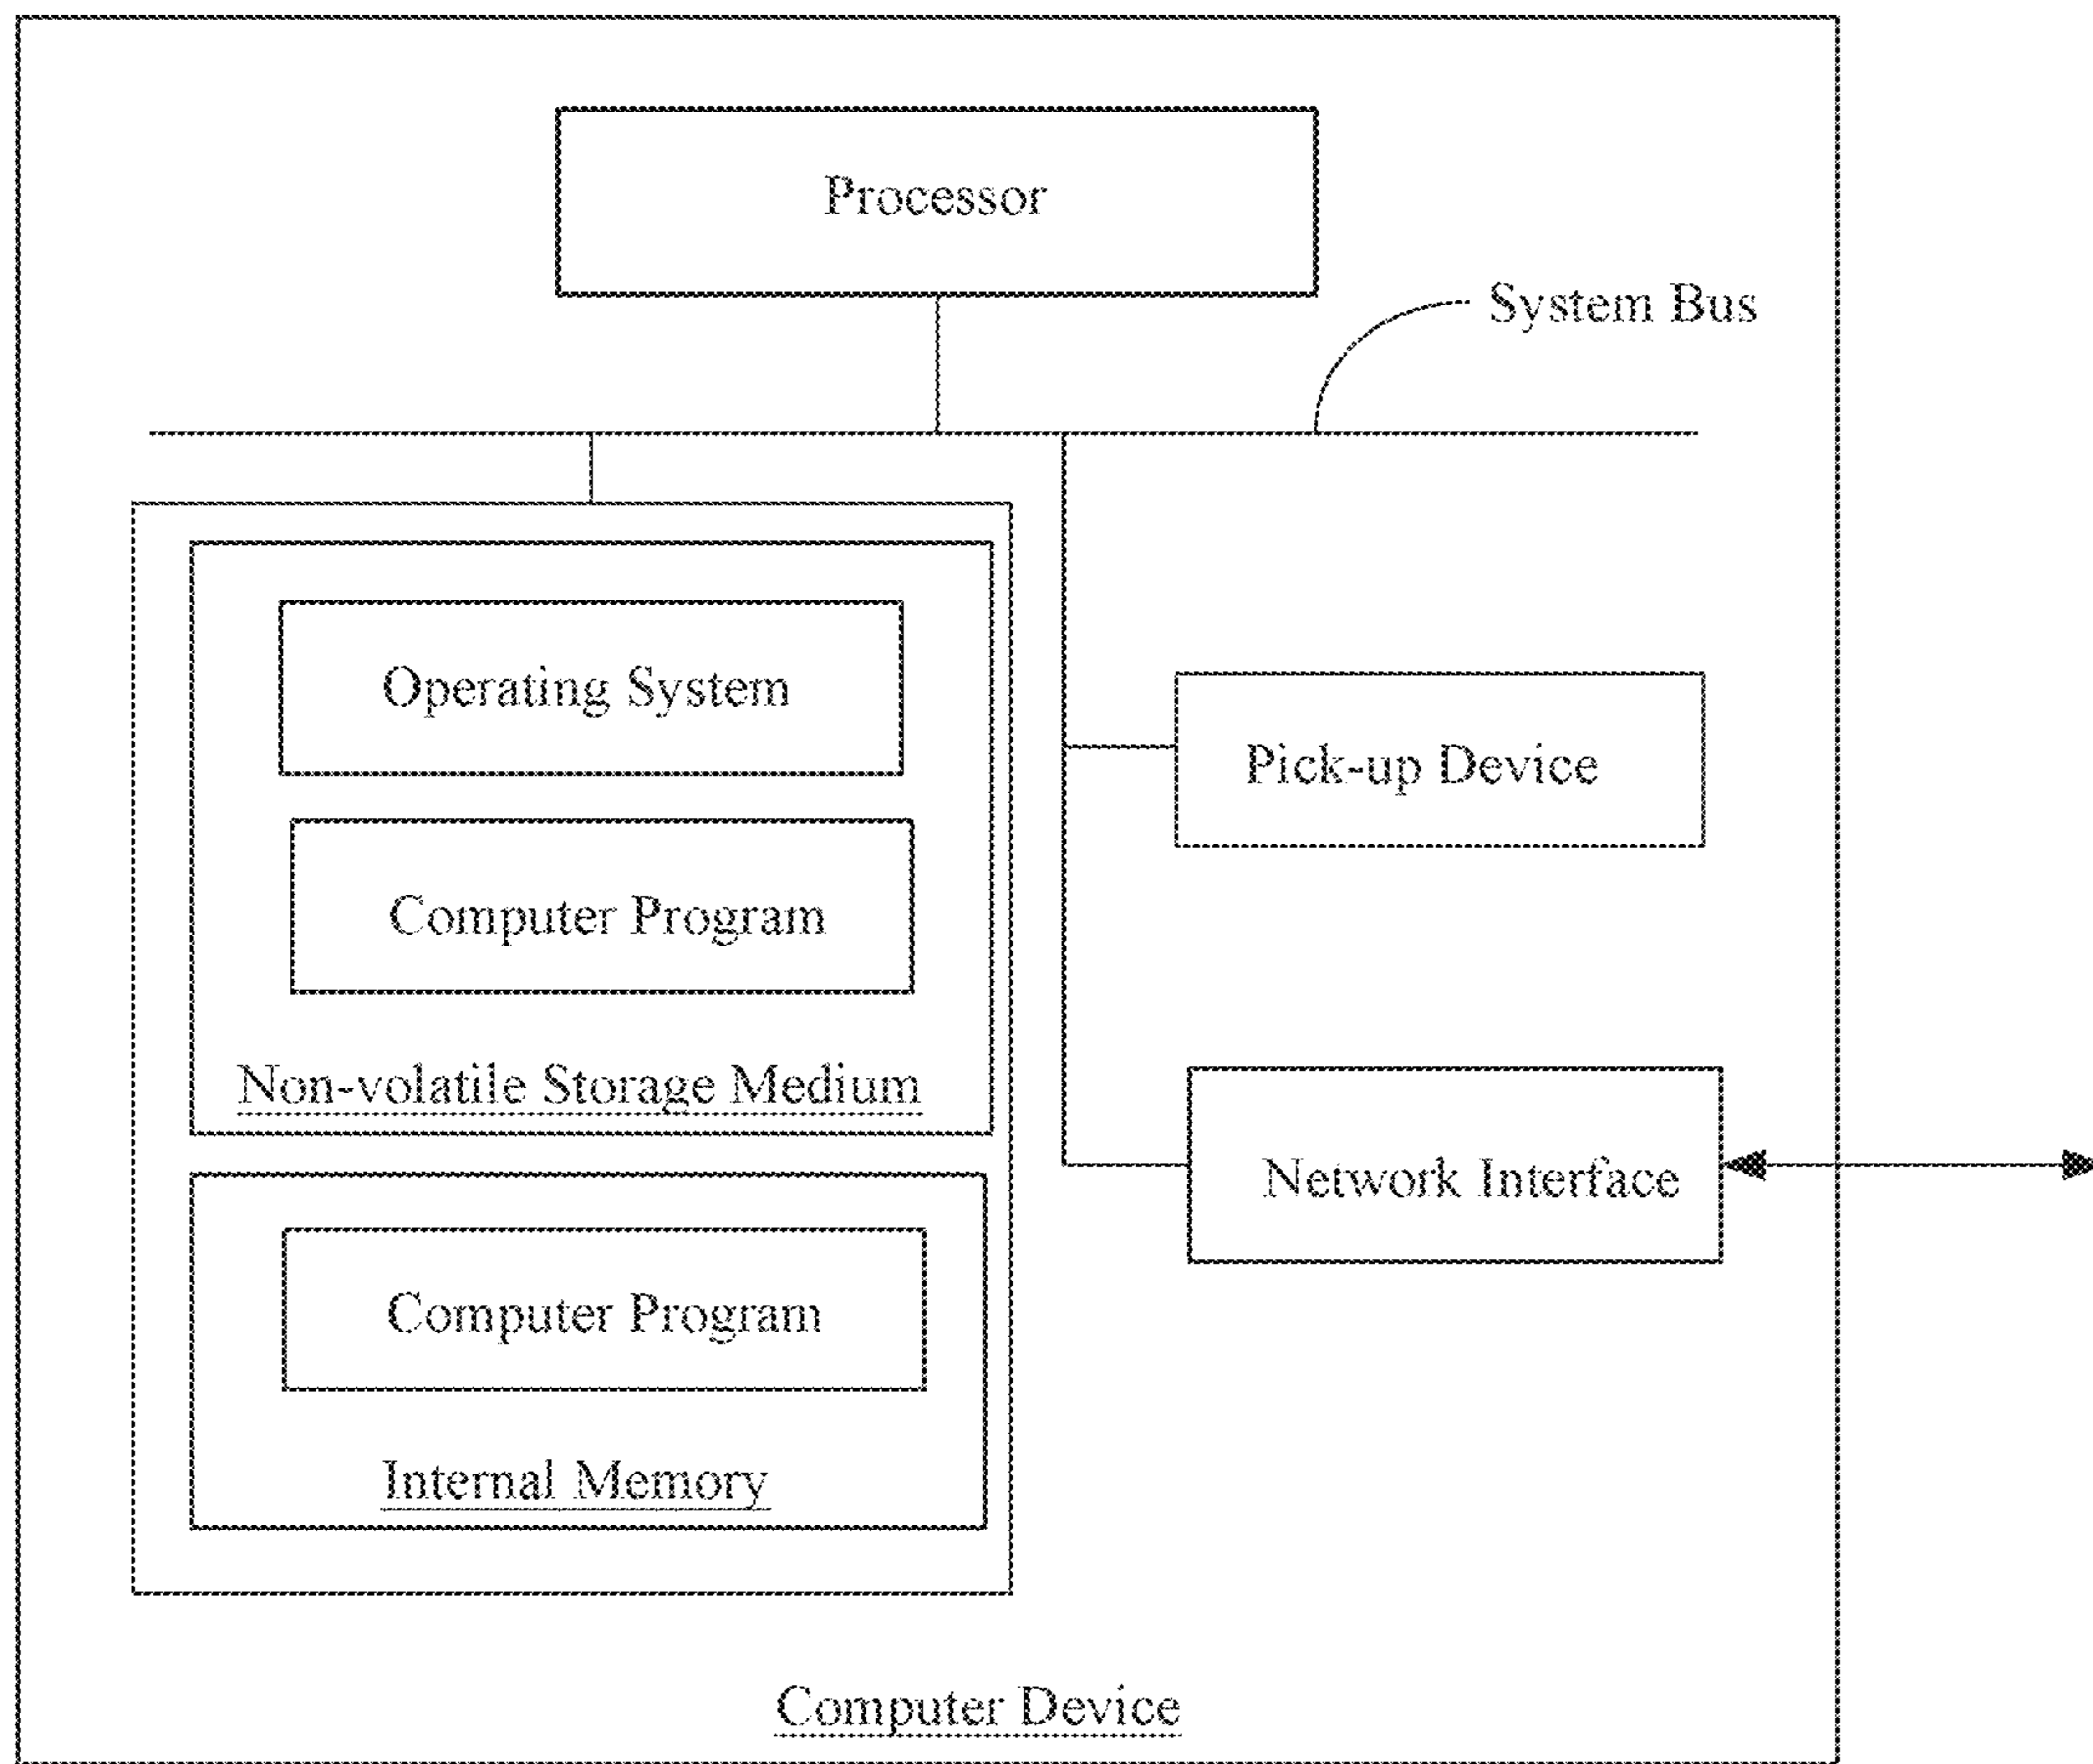 Processor
System Bus
Operating System
Pick-up Device
Computer Program
Non-volatile Storage Medium
Network Interface
Computer Program
Internal Memory
Computer Device